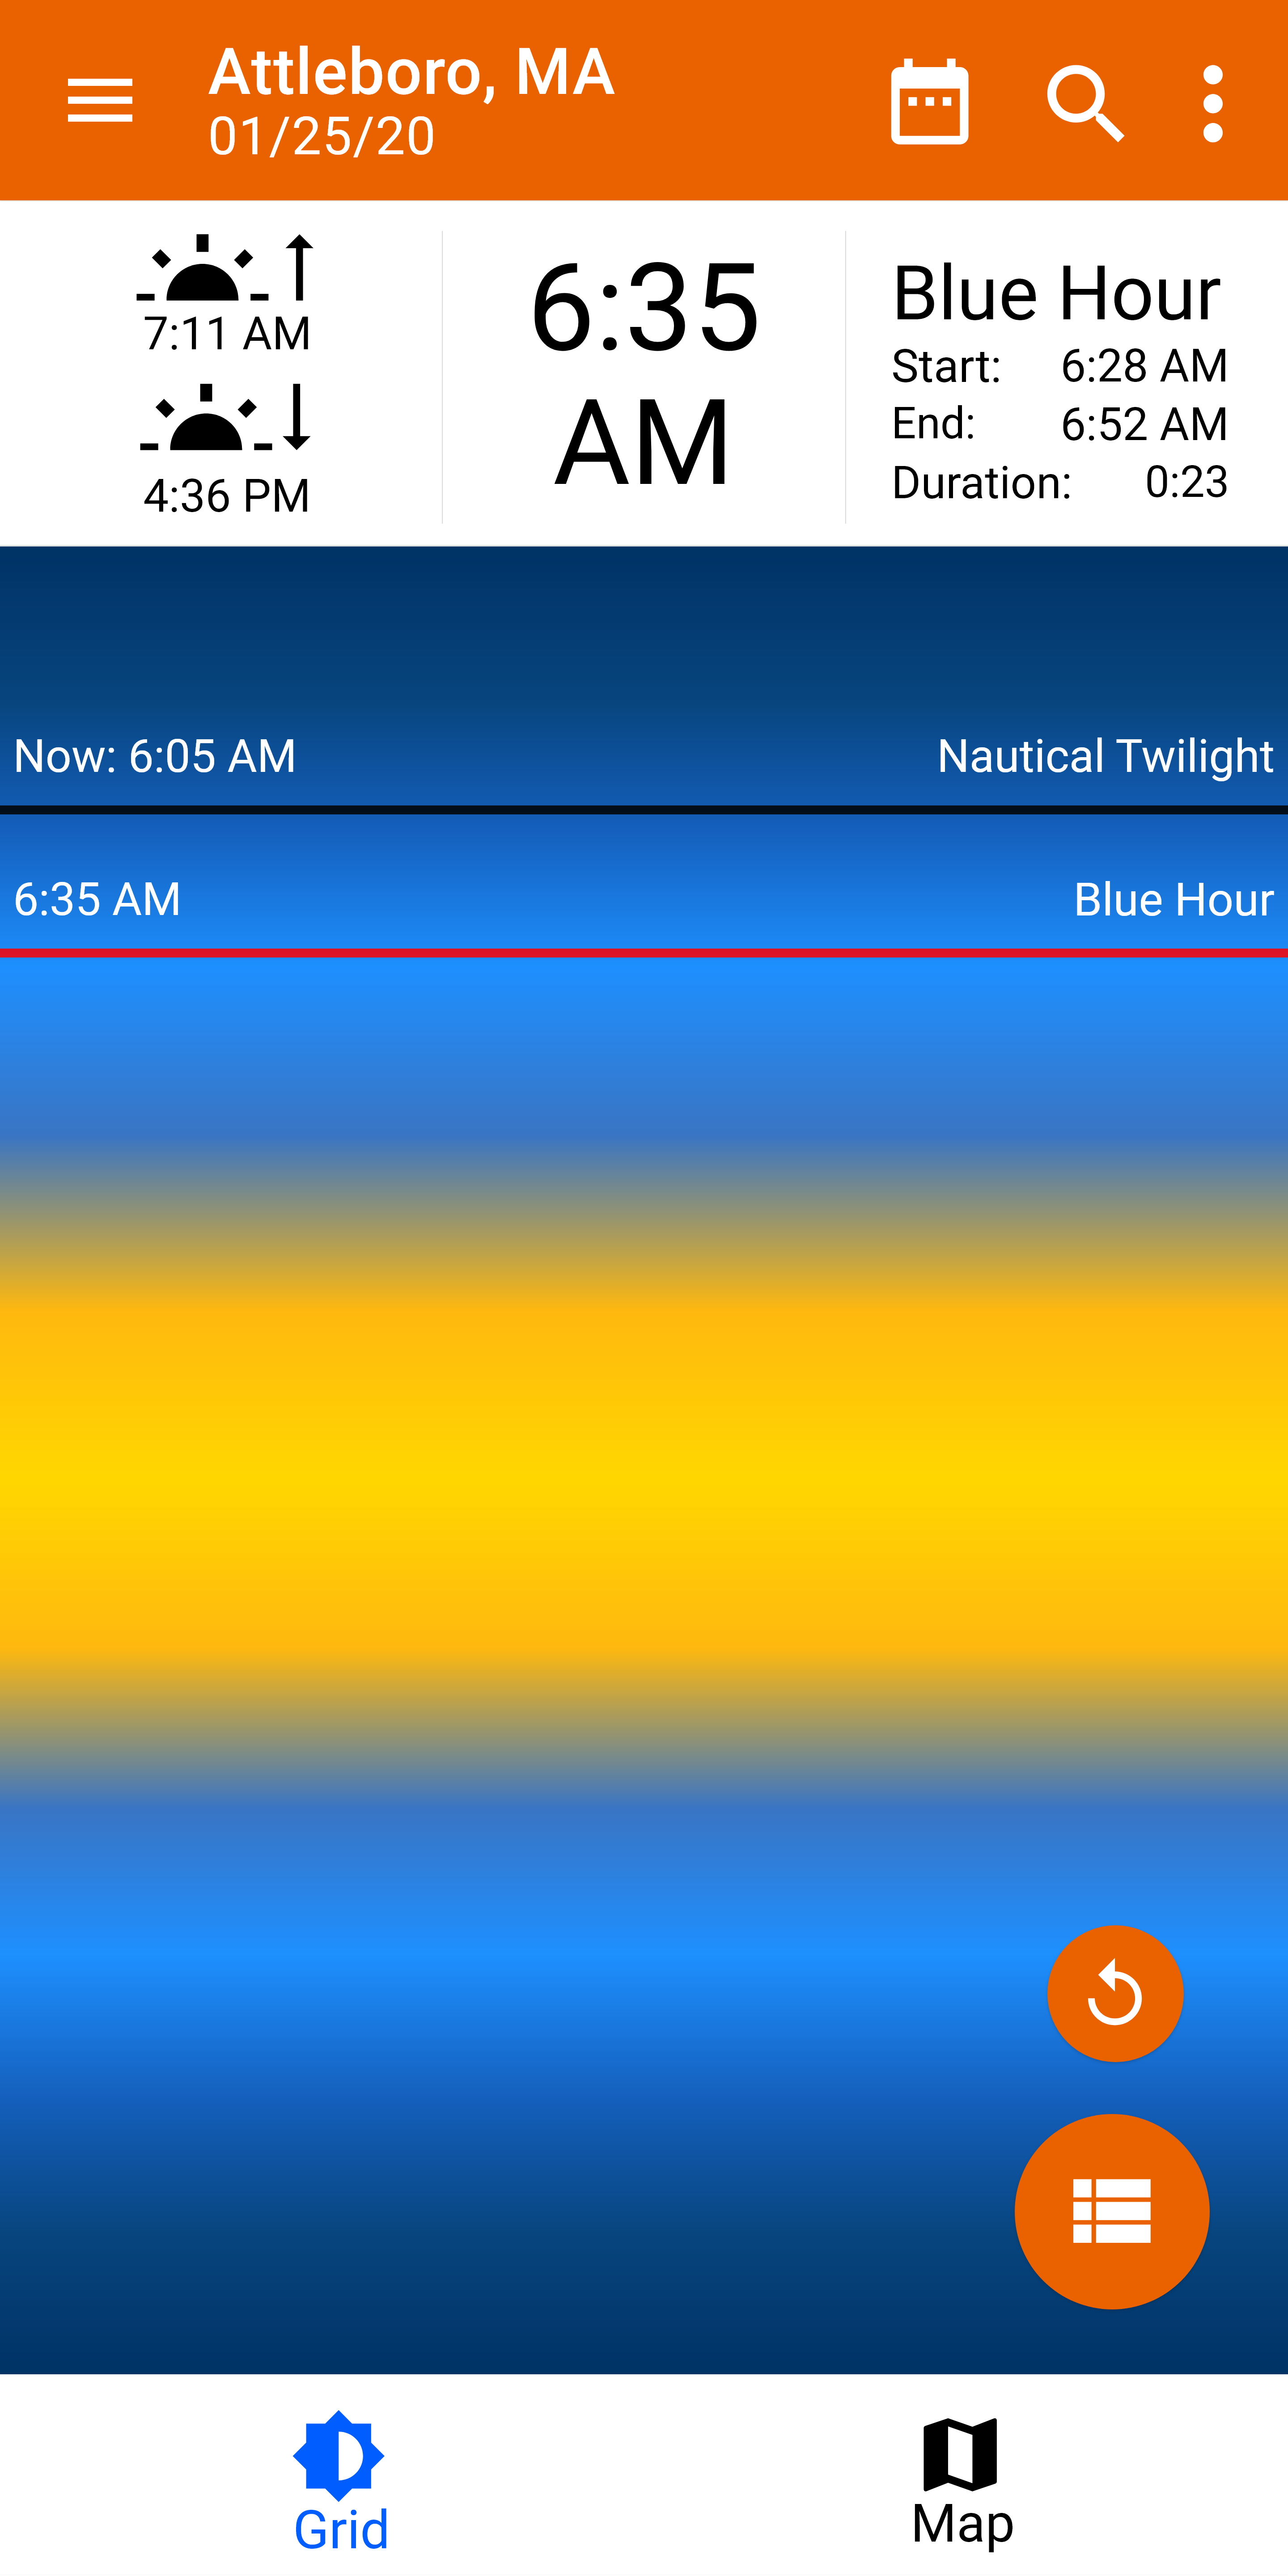 Attleboro, MA
01/25/20
7:11 AM
4:36 PM
6:35
AM
Blue Hour
Start: 6:28 AM
End: 6:52 AM
Duration: 0:23
Now: 6:05 AM Nautical Twilight
6:35 AM Blue Hour
Grid Map